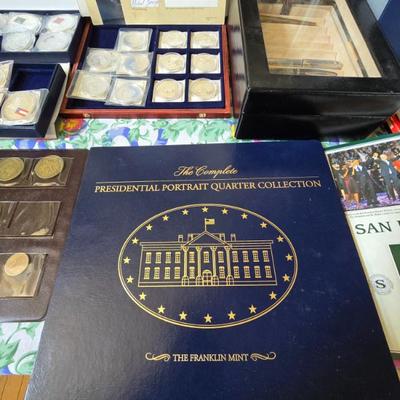 The Complete
PRESIDENTIAL PORTRAIT QUARTER COLLECTION
THE FRANKLIN MINT
SAN
S